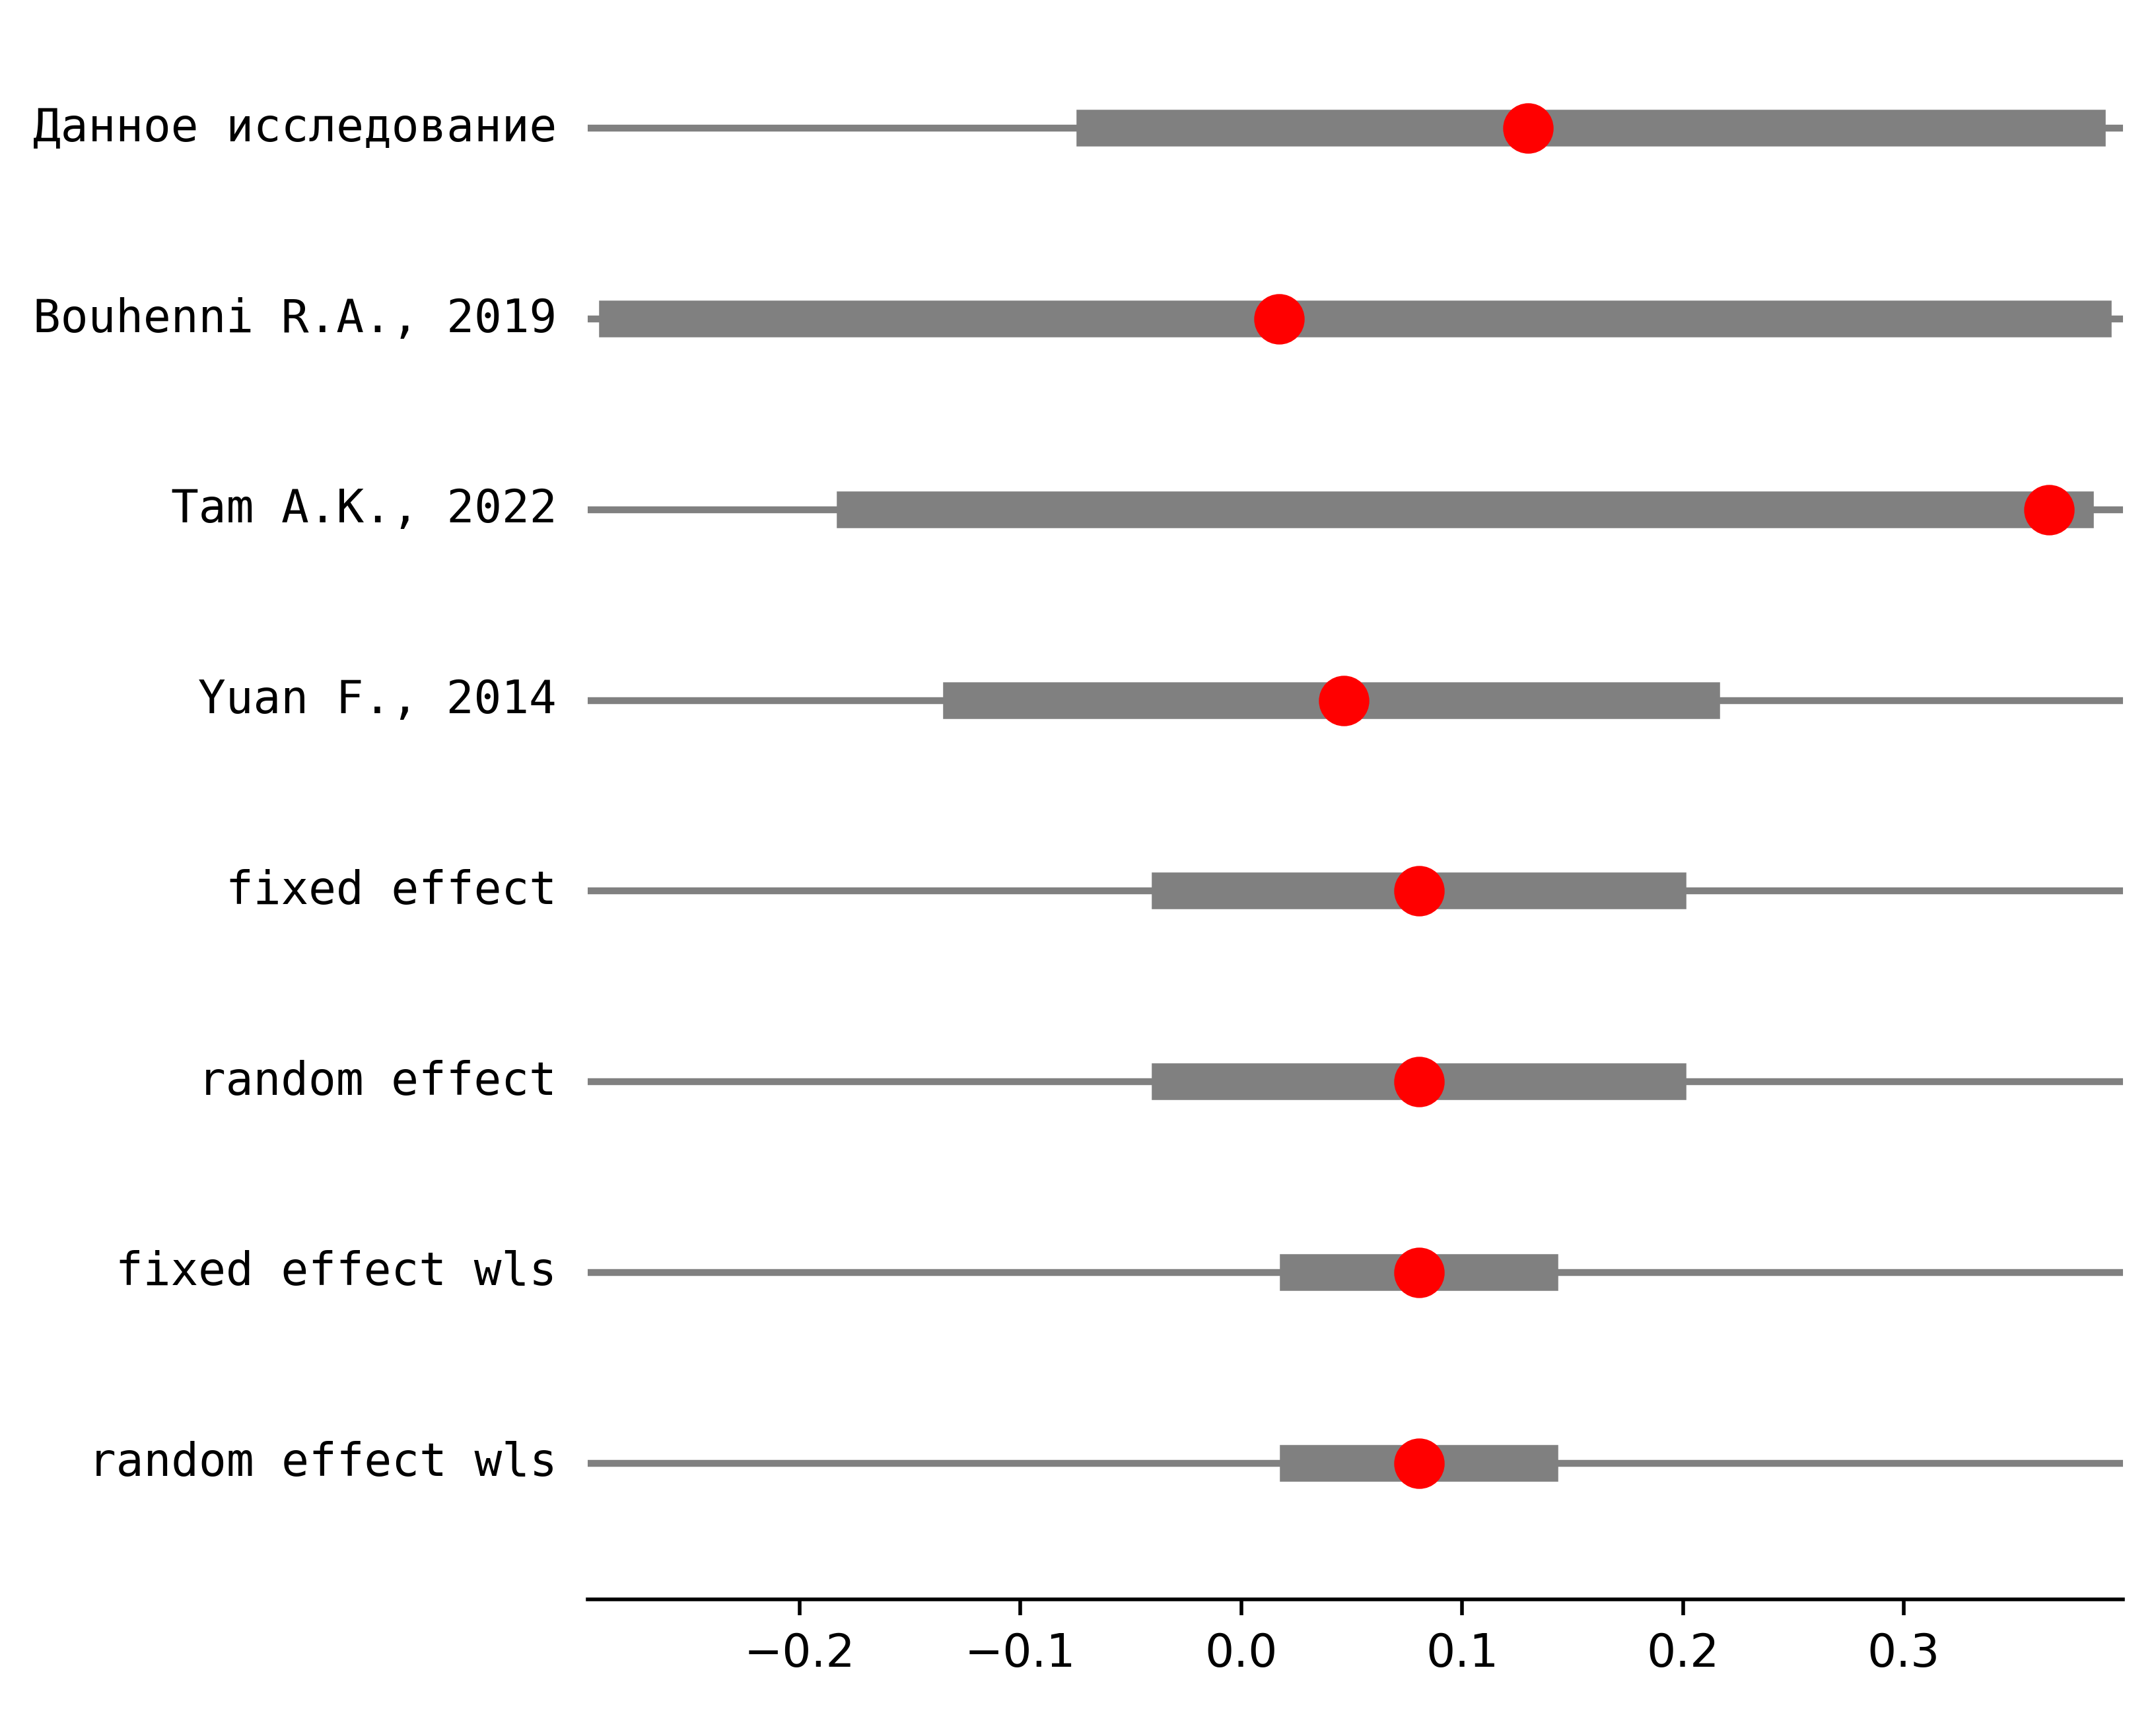 Данное исследование
Bouhenni R.A., 2019
Tam A.K., 2022
Yuan F., 2014
fixed effect
random effect
fixed effect wls
random effect wls
−0.2 −0.1 0.0 0.1 0.2 0.3